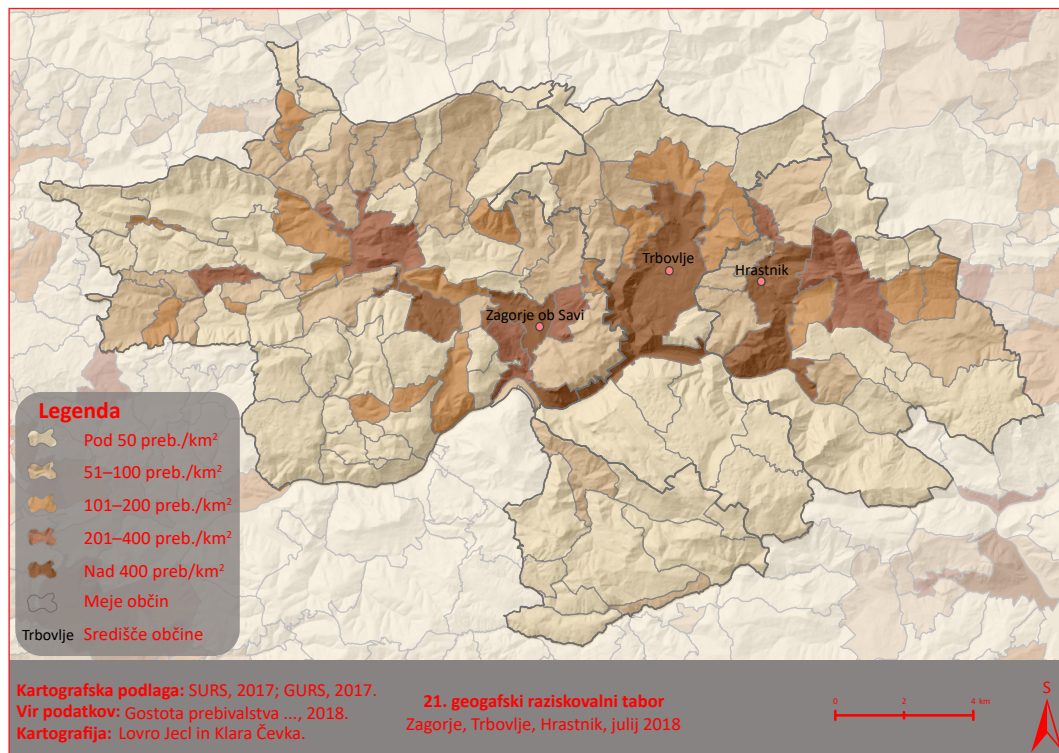 Trbovlje
Hrastnik
Zagorje ob Savi
Legenda
Pod 50 preb./km²
51–100 preb./km²
101–200 preb./km²
201–400 preb./km²
Nad 400 preb/km²
Meje občin
Trbovlje Središče občine
Kartografska podlaga: SURS, 2017; GURS, 2017.
Vir podatkov: Gostota prebivalstva ..., 2018.
Kartografija: Lovro Jecl in Klara Čevka.
21. geogafski raziskovalni tabor
Zagorje, Trbovlje, Hrastnik, julij 2018
0 2 4 km
S